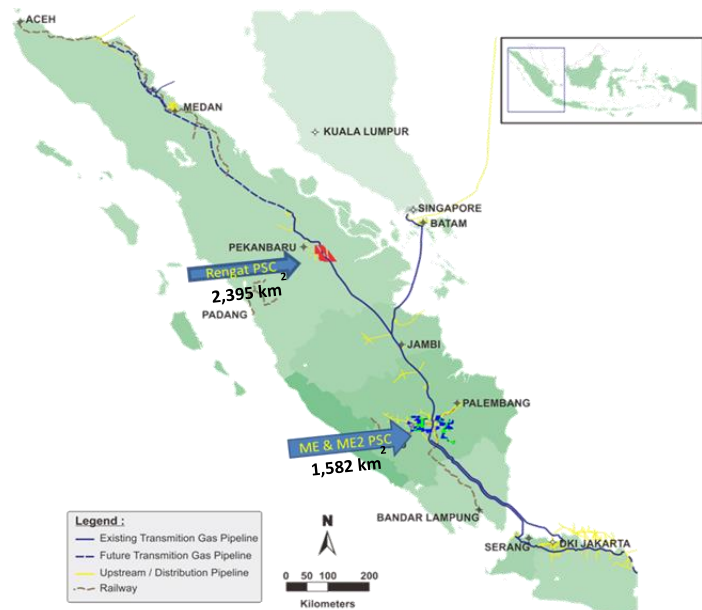 ACEH
MEDAN
KUALA LUMPUR
SINGAPORE
BATAM
PEKANBARU
Rengat PSC
2,395 km2
PADANG
JAMBI
PALEMBANG
ME & ME2 PSC
1,582 km2
BANDAR LAMPUNG
SERANG
DKI JAKARTA
Legend :
Existing Transmition Gas Pipeline
Future Transmition Gas Pipeline
Upstream / Distribution Pipeline
Railway
N
0 50 100 200
Kilometers